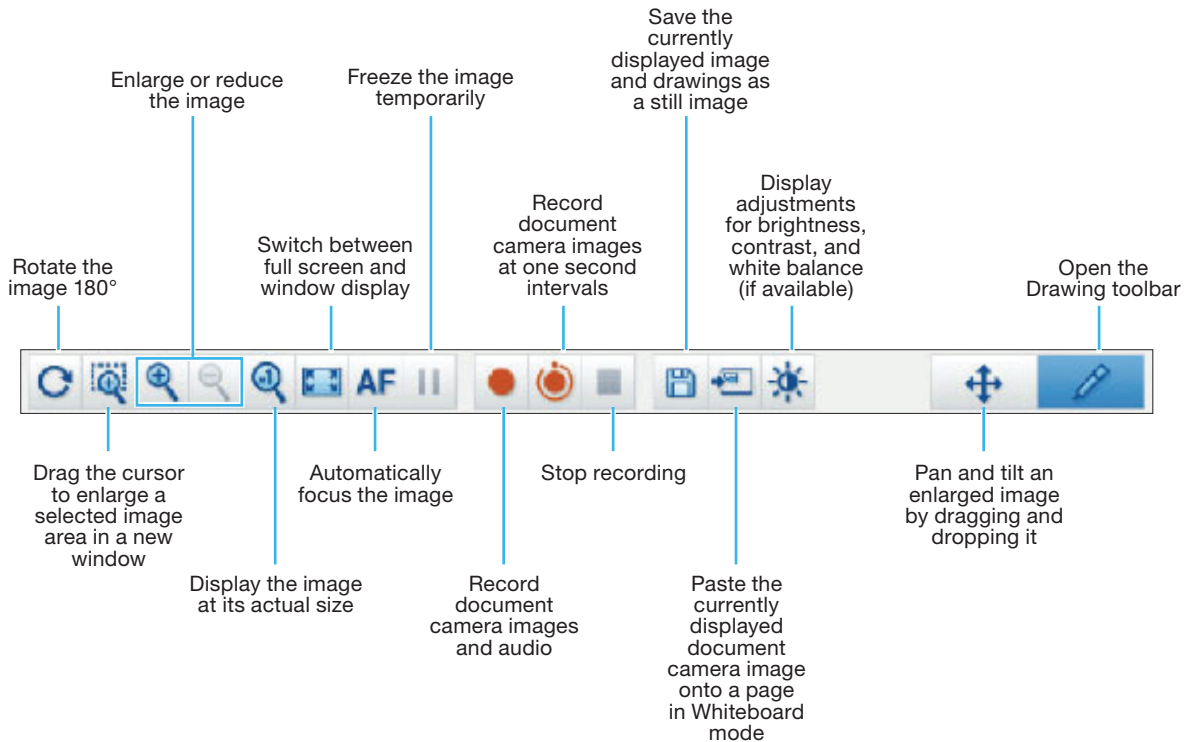 Save the
currently
displayed image
and drawings as
a still image
Enlarge or reduce
the image
Freeze the image
temporarily
Display
adjustments
for brightness,
contrast, and
white balance
(if available)
Record
document
camera images
at one second
intervals
Switch between
full screen and
window display
Rotate the
image 180°
Open the
Drawing toolbar
x1
AF
Drag the cursor
to enlarge a
selected image
area in a new
window
Automatically
focus the image
Stop recording
Pan and tilt an
enlarged image
by dragging and
dropping it
Display the image
at its actual size
Record
document
camera images
and audio
Paste the
currently
displayed
document
camera image
onto a page
in Whiteboard
mode